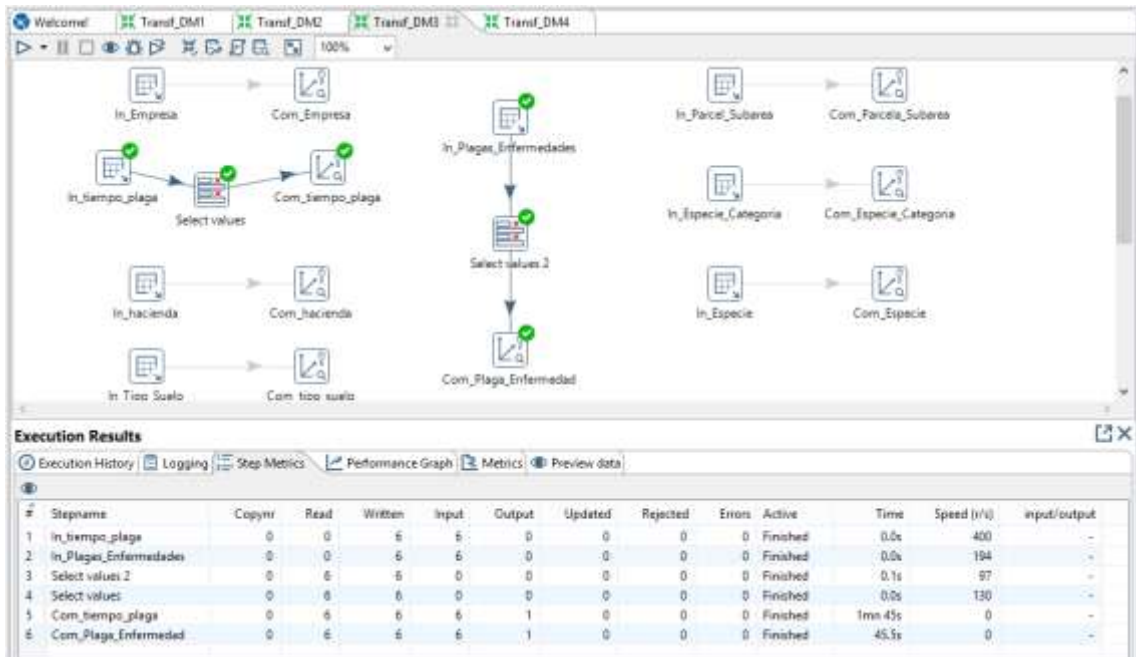 Welcome! Transf_DM1 Transf_DM2 Transf_DM3 Transf_DM4
100%
In_Empresa Com_Empresa In_Plagas_Enfermedades In_Parcel_Subarea Com_Parcela_Subarea
In_tiempo_plaga Select values Com_tiempo_plaga In_Especie_Categoria Com_Especie_Categoria
Select values 2
In_hacienda Com_hacienda In_Especie Com_Especie
Com_Plaga_Enfermedad
In_Tipo_Suelo Com_tipo_suelo
Execution Results
Execution History Logging Step Metrics Performance Graph Metrics Preview data
# Stepname Copynr Read Written Input Output Updated Rejected Errors Active Time Speed (r/s) input/output
1 In_tiempo_plaga 0 0 6 6 0 0 0 0 Finished 0.0s 400 -
2 In_Plagas_Enfermedades 0 0 6 6 0 0 0 0 Finished 0.0s 194 -
3 Select values 2 0 6 6 0 0 0 0 0 Finished 0.1s 97 -
4 Select values 0 6 6 0 0 0 0 0 Finished 0.0s 130 -
5 Com_tiempo_plaga 0 6 6 6 1 0 0 0 Finished 1mn 45s 0 -
6 Com_Plaga_Enfermedad 0 6 6 6 1 0 0 0 Finished 45.5s 0 -